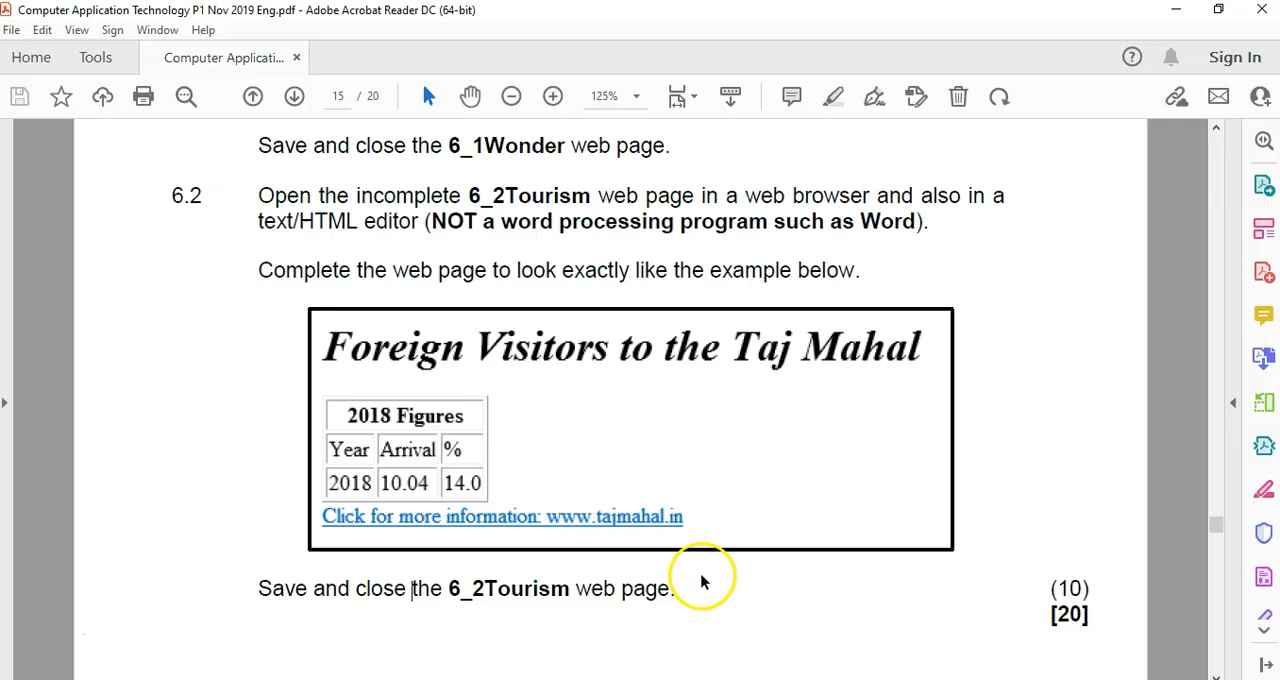 Computer Application Technology P1 Nov 2019 Eng.pdf - Adobe Acrobat Reader DC (64-bit)
File Edit View Sign Window Help
Home Tools Computer Applicati... ×
Sign In
15 / 20 125%
Save and close the 6_1Wonder web page.
6.2 Open the incomplete 6_2Tourism web page in a web browser and also in a
text/HTML editor (NOT a word processing program such as Word).
Complete the web page to look exactly like the example below.
Foreign Visitors to the Taj Mahal
2018 Figures
Year Arrival %
2018 10.04 14.0
Click for more information: www.tajmahal.in
Save and close the 6_2Tourism web page. (10)
[20]